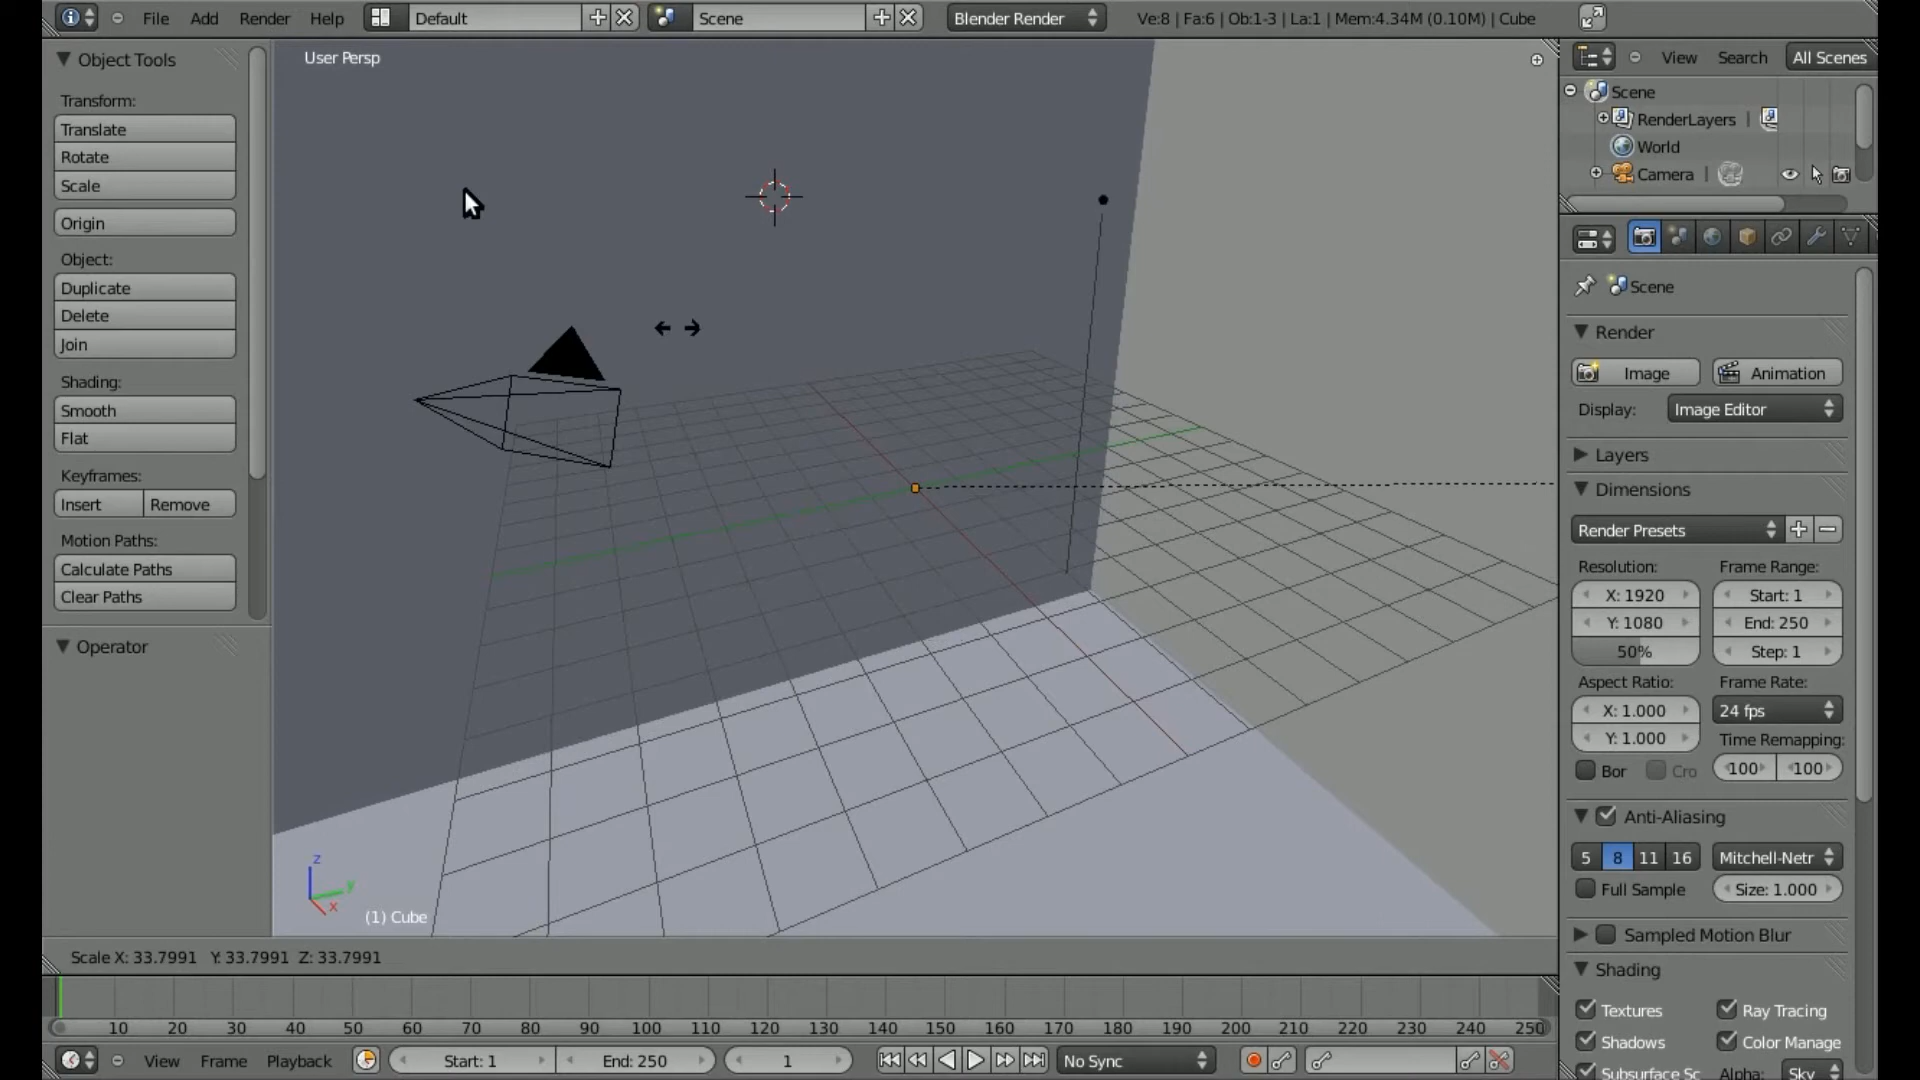 File Add Render Help Default Scene Blender Render Ve:8 | Fa:6 | Ob:1-3 | La:1 | Mem:4.34M (0.10M) | Cube
Object Tools
Transform:
Translate
Rotate
Scale
Origin
Object:
Duplicate
Delete
Join
Shading:
Smooth
Flat
Keyframes:
Insert Remove
Motion Paths:
Calculate Paths
Clear Paths
Operator
User Persp
z
y
x
(1) Cube
Scale X: 33.7991 Y: 33.7991 Z: 33.7991
View Search All Scenes
Scene
RenderLayers |
World
Camera |
Scene
Render
Image Animation
Display: Image Editor
Layers
Dimensions
Render Presets
Resolution: Frame Range:
X: 1920 Start: 1
Y: 1080 End: 250
50% Step: 1
Aspect Ratio: Frame Rate:
X: 1.000 24 fps
Y: 1.000 Time Remapping:
Bor Cro 100 100
Anti-Aliasing
5 8 11 16 Mitchell-Netr
Full Sample Size: 1.000
Sampled Motion Blur
Shading
Textures Ray Tracing
Shadows Color Manage
Subsurface Sc Alpha: Sky
10 20 30 40 50 60 70 80 90 100 110 120 130 140 150 160 170 180 190 200 210 220 230 240 250
View Frame Playback Start: 1 End: 250 1 No Sync